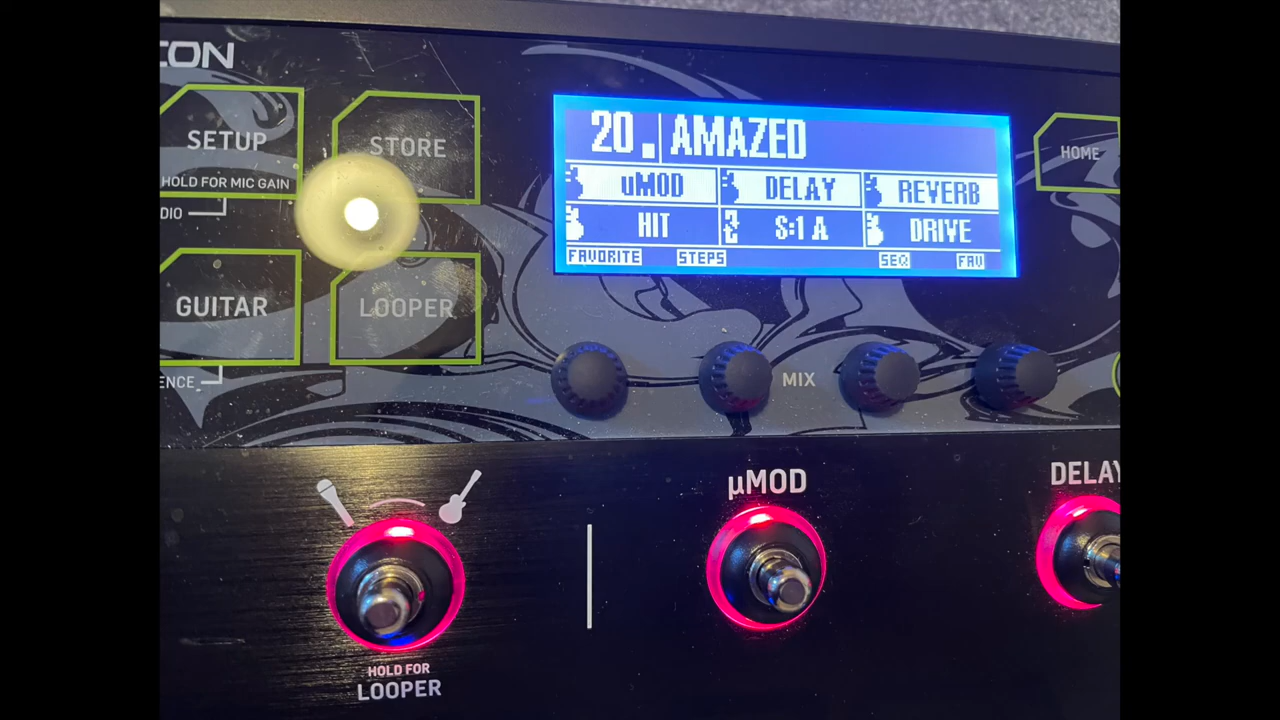 CON
SETUP
HOLD FOR MIC GAIN
DIO
STORE
20. AMAZED
uMOD DELAY REVERB
HIT S:1 A DRIVE
FAVORITE STEPS SEQ FAV
HOME
GUITAR
LOOPER
ENCE
MIX
µMOD
DELAY
HOLD FOR
LOOPER